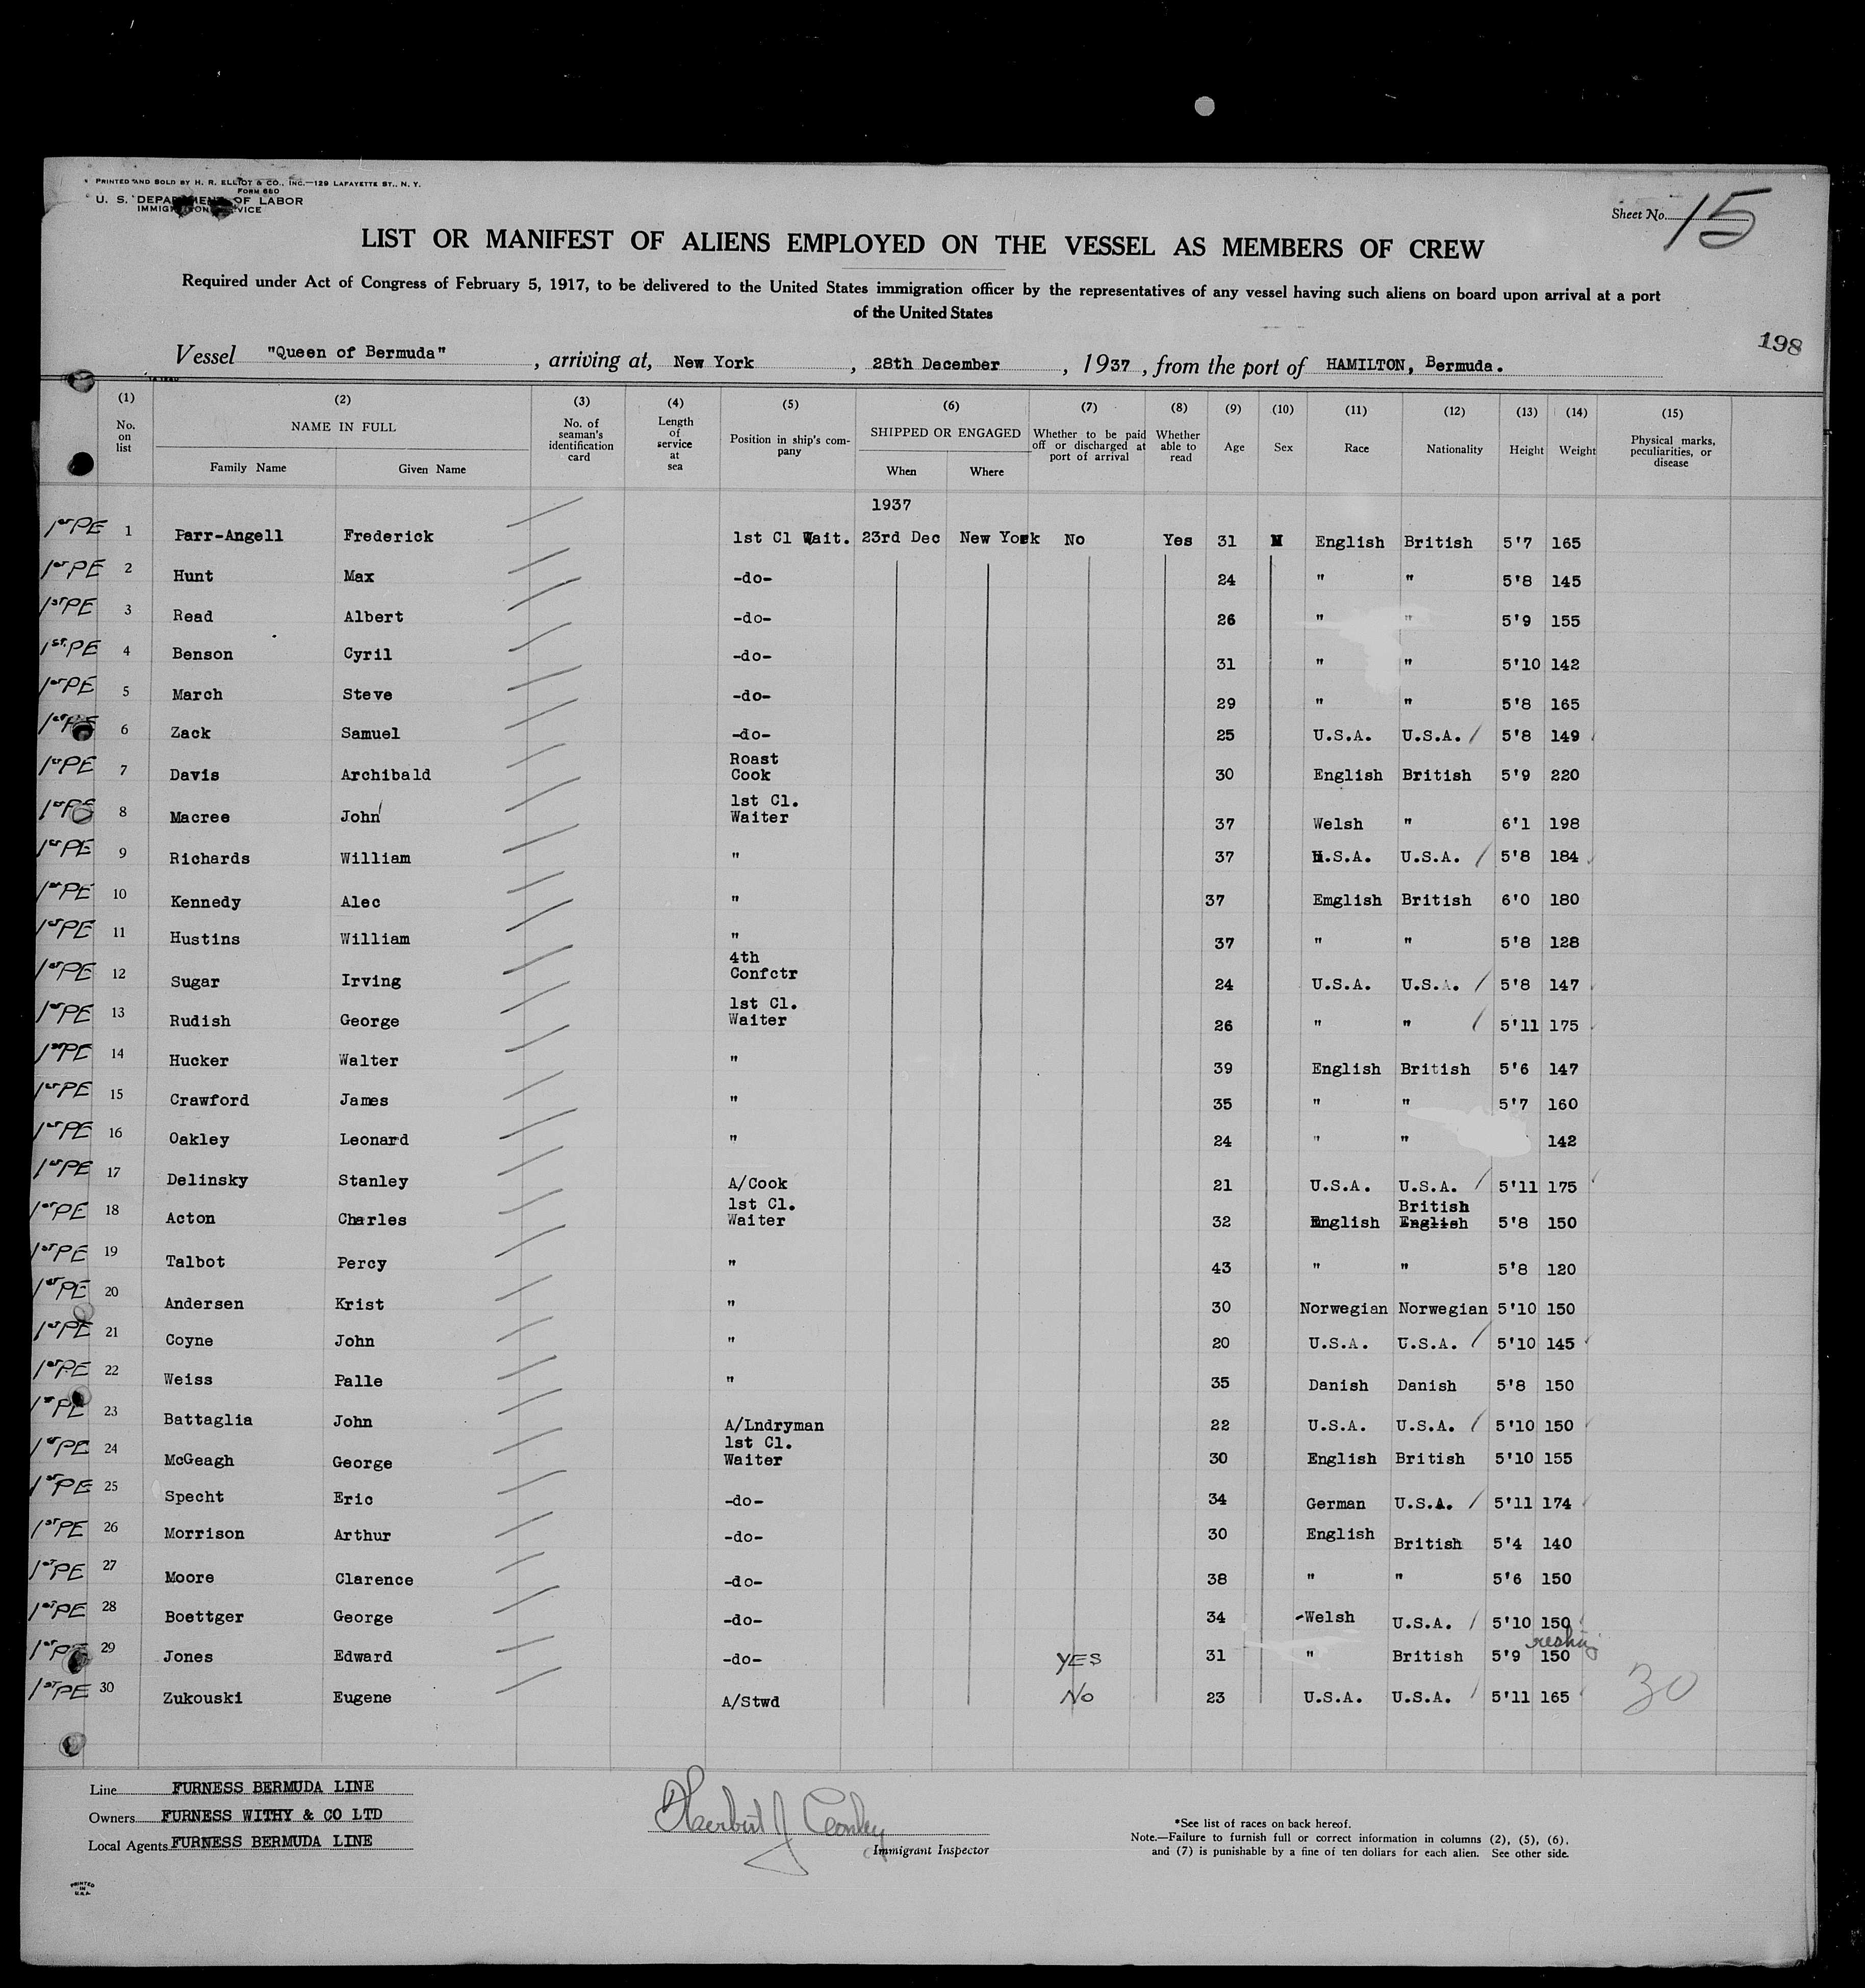 PRINTED AND SOLD BY H. R. ELLIOT & CO., INC.—129 LAFAYETTE ST., N. Y.
FORM 680
U. S. DEPARTMENT OF LABOR
IMMIGRATION SERVICE
Sheet No. 15
LIST OR MANIFEST OF ALIENS EMPLOYED ON THE VESSEL AS MEMBERS OF CREW
Required under Act of Congress of February 5, 1917, to be delivered to the United States immigration officer by the representatives of any vessel having such aliens on board upon arrival at a port
of the United States
198
Vessel "Queen of Bermuda", arriving at, New York, 28th December, 1937, from the port of HAMILTON, Bermuda.
(1) (2) (3) (4) (5) (6) (7) (8) (9) (10) (11) (12) (13) (14) (15)
No. on list NAME IN FULL No. of seaman's identification card Length of service at sea Position in ship's company SHIPPED OR ENGAGED Whether to be paid off or discharged at port of arrival Whether able to read Age Sex Race Nationality Height Weight Physical marks, peculiarities, or disease
Family Name Given Name When Where
1937
1st PE 1 Parr-Angell Frederick 1st Cl Wait. 23rd Dec New York No Yes 31 M English British 5'7 165
1st PE 2 Hunt Max -do- 24 " " 5'8 145
1st PE 3 Read Albert -do- 26 " " 5'9 155
1st PE 4 Benson Cyril -do- 31 " " 5'10 142
1st PE 5 March Steve -do- 29 " " 5'8 165
1st PE 6 Zack Samuel -do- 25 U.S.A. U.S.A. 5'8 149
1st PE 7 Davis Archibald Roast Cook 30 English British 5'9 220
1st PE 8 Macree John 1st Cl. Waiter 37 Welsh " 6'1 198
1st PE 9 Richards William " 37 U.S.A. U.S.A. 5'8 184
1st PE 10 Kennedy Alec " 37 Emglish British 6'0 180
1st PE 11 Hustins William " 37 " " 5'8 128
1st PE 12 Sugar Irving 4th Confctr 24 U.S.A. U.S.A. 5'8 147
1st PE 13 Rudish George 1st Cl. Waiter 26 " " 5'11 175
1st PE 14 Hucker Walter " 39 English British 5'6 147
1st PE 15 Crawford James " 35 " " 5'7 160
1st PE 16 Oakley Leonard " 24 " " 142
1st PE 17 Delinsky Stanley A/Cook 21 U.S.A. U.S.A. 5'11 175
1st PE 18 Acton Charles 1st Cl. Waiter 32 English British English 5'8 150
1st PE 19 Talbot Percy " 43 " " 5'8 120
1st PE 20 Andersen Krist " 30 Norwegian Norwegian 5'10 150
1st PE 21 Coyne John " 20 U.S.A. U.S.A. 5'10 145
1st PE 22 Weiss Palle " 35 Danish Danish 5'8 150
1st PE 23 Battaglia John A/Lndryman 22 U.S.A. U.S.A. 5'10 150
1st PE 24 McGeagh George 1st Cl. Waiter 30 English British 5'10 155
1st PE 25 Specht Eric -do- 34 German U.S.A. 5'11 174
1st PE 26 Morrison Arthur -do- 30 English British 5'4 140
1st PE 27 Moore Clarence -do- 38 " " 5'6 150
1st PE 28 Boettger George -do- 34 -Welsh U.S.A. 5'10 150
1st PE 29 Jones Edward -do- YES 31 " British 5'9 150
1st PE 30 Zukouski Eugene A/Stwd No 23 U.S.A. U.S.A. 5'11 165
30
Line FURNESS BERMUDA LINE
Owners FURNESS WITHY & CO LTD
Local Agents FURNESS BERMUDA LINE
Immigrant Inspector
*See list of races on back hereof.
Note.—Failure to furnish full or correct information in columns (2), (5), (6), and (7) is punishable by a fine of ten dollars for each alien. See other side.
PRINTED
IN
U.S.A.